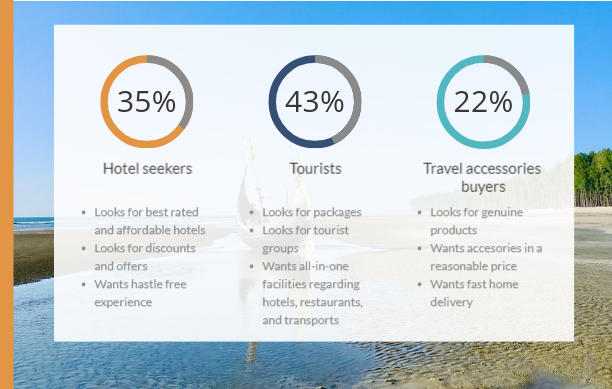 35%
Hotel seekers
• Looks for best rated
and affordable hotels
• Looks for discounts
and offers
• Wants hastle free
experience
43%
Tourists
• Looks for packages
• Looks for tourist
groups
• Wants all-in-one
facilities regarding
hotels, restaurants,
and transports
22%
Travel accessories
buyers
• Looks for genuine
products
• Wants accesories in a
reasonable price
• Wants fast home
delivery